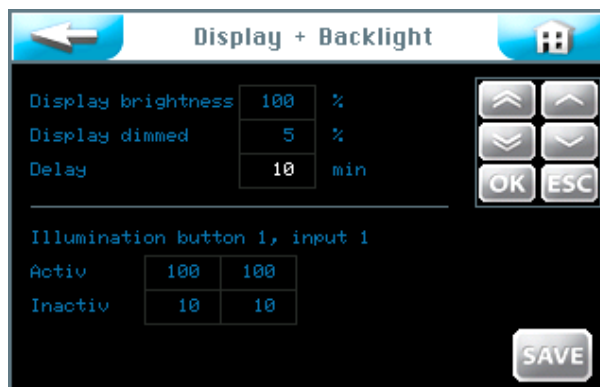 Display + Backlight
Display brightness 100 %
Display dimmed 5 %
Delay 10 min
OK ESC
Illumination button 1, input 1
Activ 100 100
Inactiv 10 10
SAVE